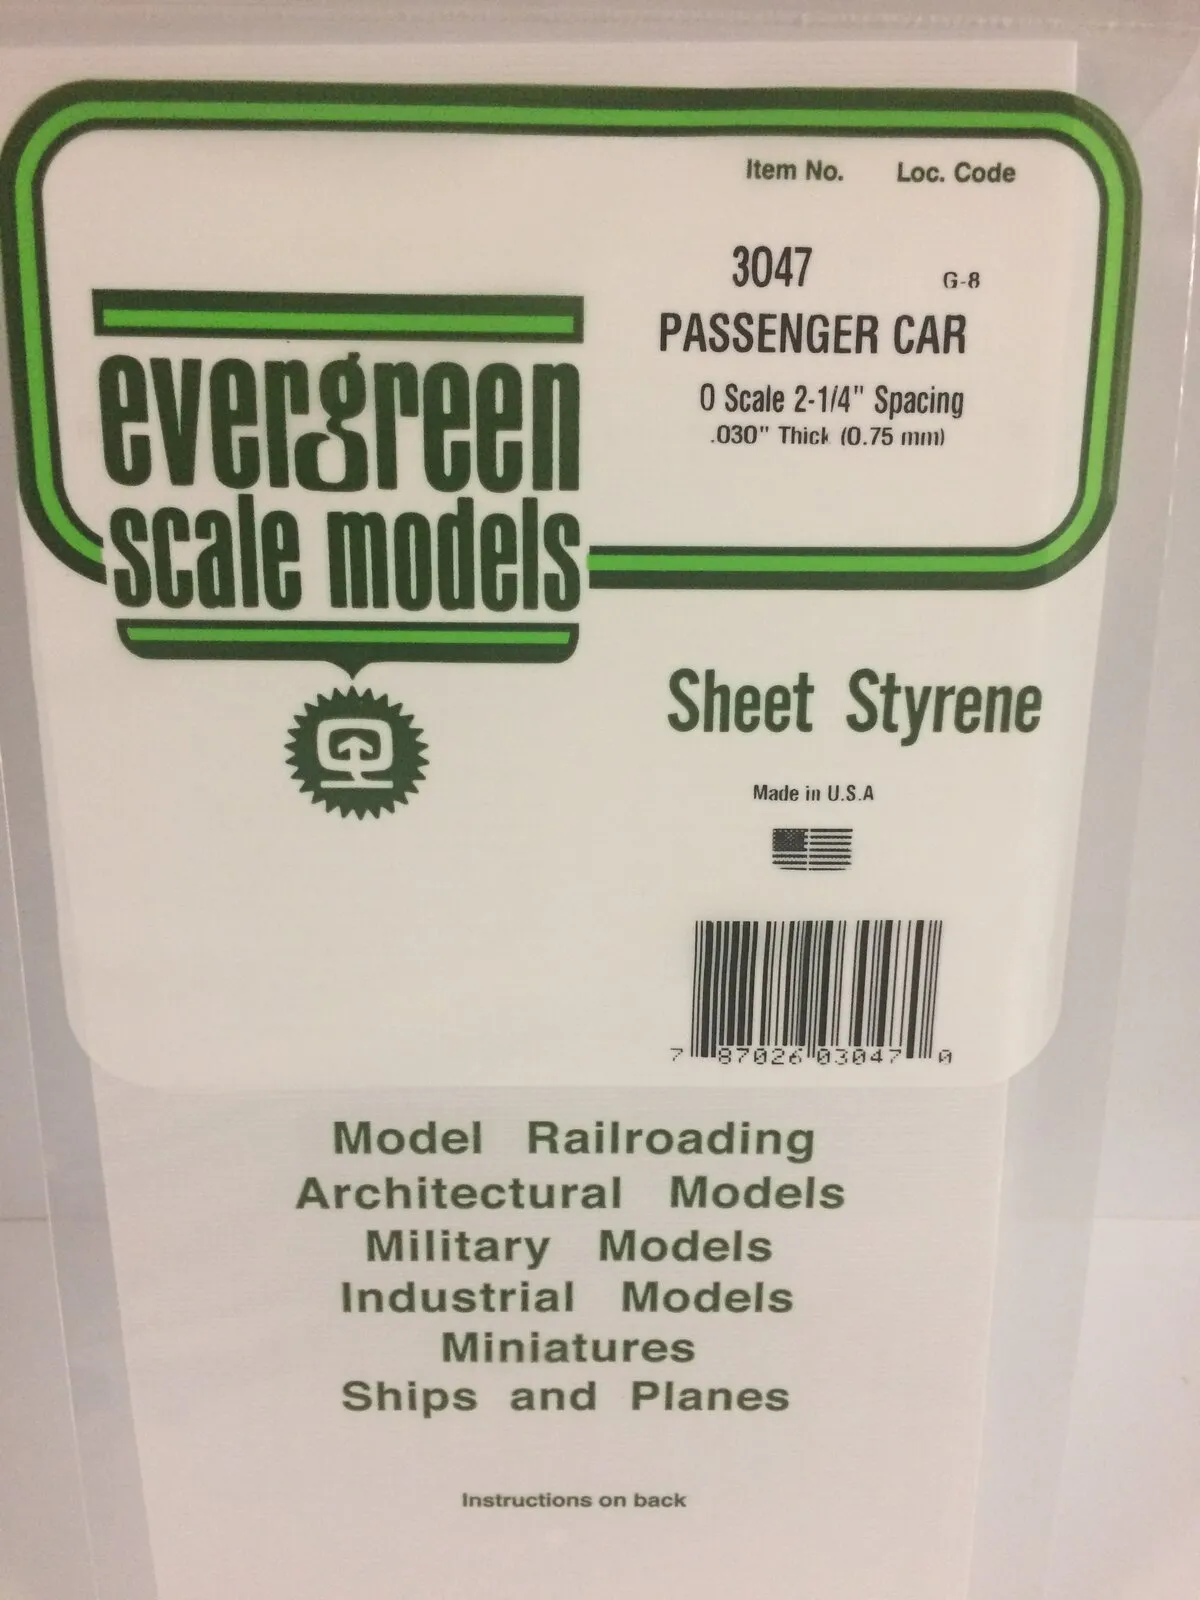 Item No. Loc. Code
3047 G-8
PASSENGER CAR
O Scale 2-1/4" Spacing
.030" Thick (0.75 mm)
evergreen
scale models
Sheet Styrene
Made in U.S.A
7 87026 03047 0
Model Railroading
Architectural Models
Military Models
Industrial Models
Miniatures
Ships and Planes
Instructions on back